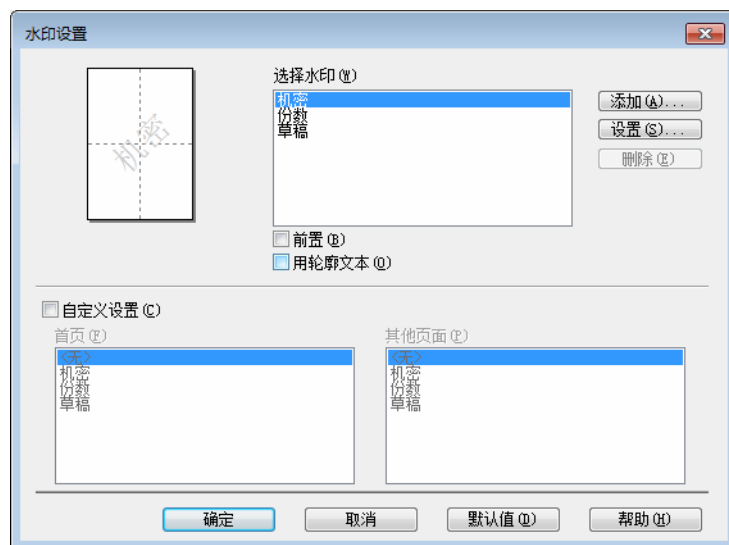 水印设置
选择水印(W)
机密
机密
份数
草稿
添加(A)...
设置(S)...
删除(E)
前置(B)
用轮廓文本(O)
自定义设置(C)
首页(F)
其他页面(P)
<无>
机密
份数
草稿
<无>
机密
份数
草稿
确定
取消
默认值(D)
帮助(H)